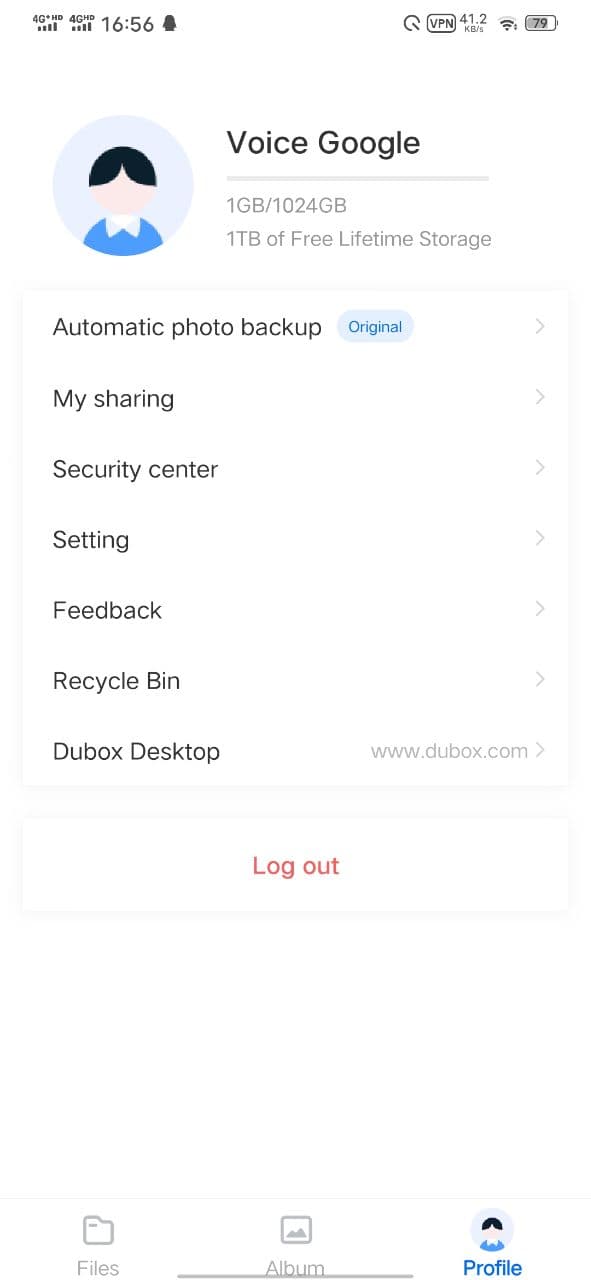 4G+HD 4GHD 16:56 VPN 41.2 KB/s 79
Voice Google
1GB/1024GB
1TB of Free Lifetime Storage
Automatic photo backup Original
My sharing
Security center
Setting
Feedback
Recycle Bin
Dubox Desktop www.dubox.com
Log out
Files Album Profile